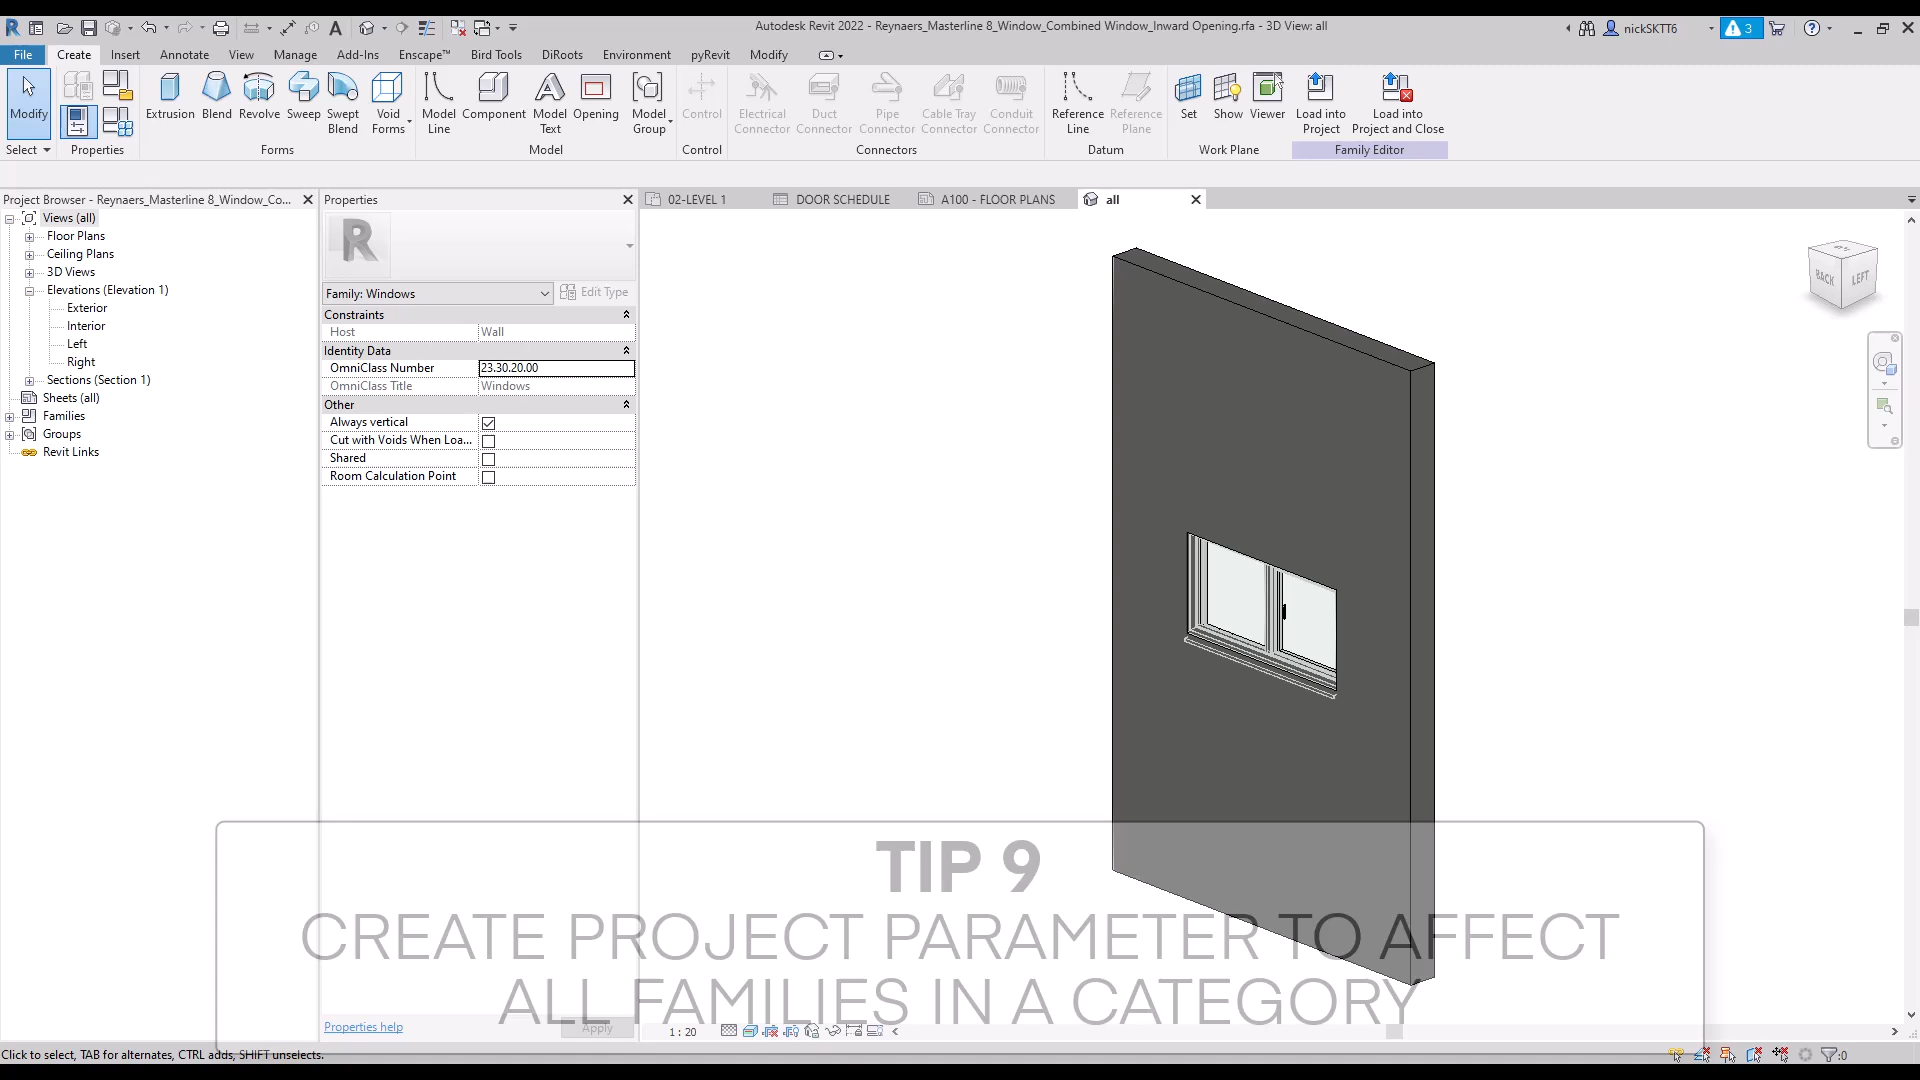 Autodesk Revit 2022 - Reynaers_Masterline 8_Window_Combined Window_Inward Opening.rfa - 3D View: all
nickSKTT6
3
File Create Insert Annotate View Manage Add-Ins Enscape™ Bird Tools DiRoots Environment pyRevit Modify
Modify
Extrusion Blend Revolve Sweep Swept Blend Void Forms
Model Line Component Model Text Opening Model Group
Control
Electrical Connector Duct Connector Pipe Connector Cable Tray Connector Conduit Connector
Reference Line Reference Plane
Set Show Viewer
Load into Project Load into Project and Close
Select Properties Forms Model Control Connectors Datum Work Plane Family Editor
Project Browser - Reynaers_Masterline 8_Window_Co...
Views (all)
Floor Plans
Ceiling Plans
3D Views
Elevations (Elevation 1)
Exterior
Interior
Left
Right
Sections (Section 1)
Sheets (all)
Families
Groups
Revit Links
Properties
R
Family: Windows
Edit Type
Constraints
Host Wall
Identity Data
OmniClass Number 23.30.20.00
OmniClass Title Windows
Other
Always vertical
Cut with Voids When Loa...
Shared
Room Calculation Point
Properties help
Apply
02-LEVEL 1
DOOR SCHEDULE
A100 - FLOOR PLANS
all
BACK
LEFT
TIP 9
CREATE PROJECT PARAMETER TO AFFECT
ALL FAMILIES IN A CATEGORY
1 : 20
Click to select, TAB for alternates, CTRL adds, SHIFT unselects.
:0